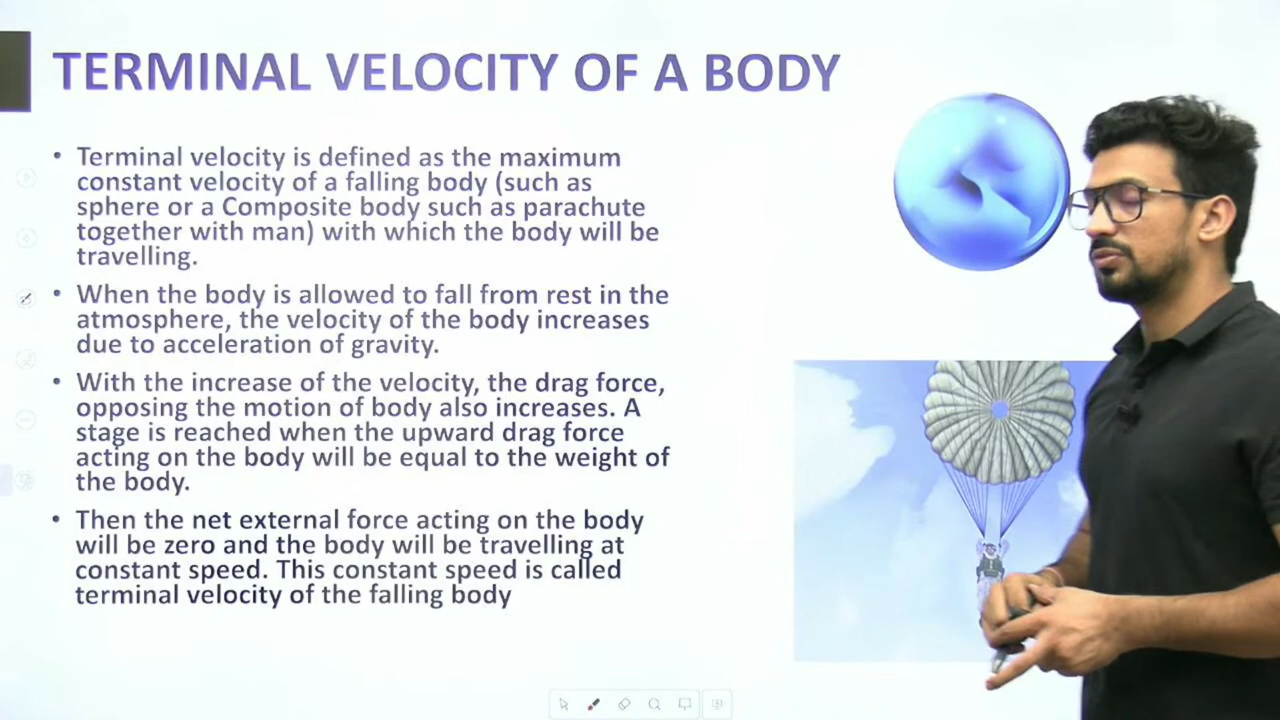 TERMINAL VELOCITY OF A BODY
• Terminal velocity is defined as the maximum
constant velocity of a falling body (such as
sphere or a Composite body such as parachute
together with man) with which the body will be
travelling.
• When the body is allowed to fall from rest in the
atmosphere, the velocity of the body increases
due to acceleration of gravity.
• With the increase of the velocity, the drag force,
opposing the motion of body also increases. A
stage is reached when the upward drag force
acting on the body will be equal to the weight of
the body.
• Then the net external force acting on the body
will be zero and the body will be travelling at
constant speed. This constant speed is called
terminal velocity of the falling body